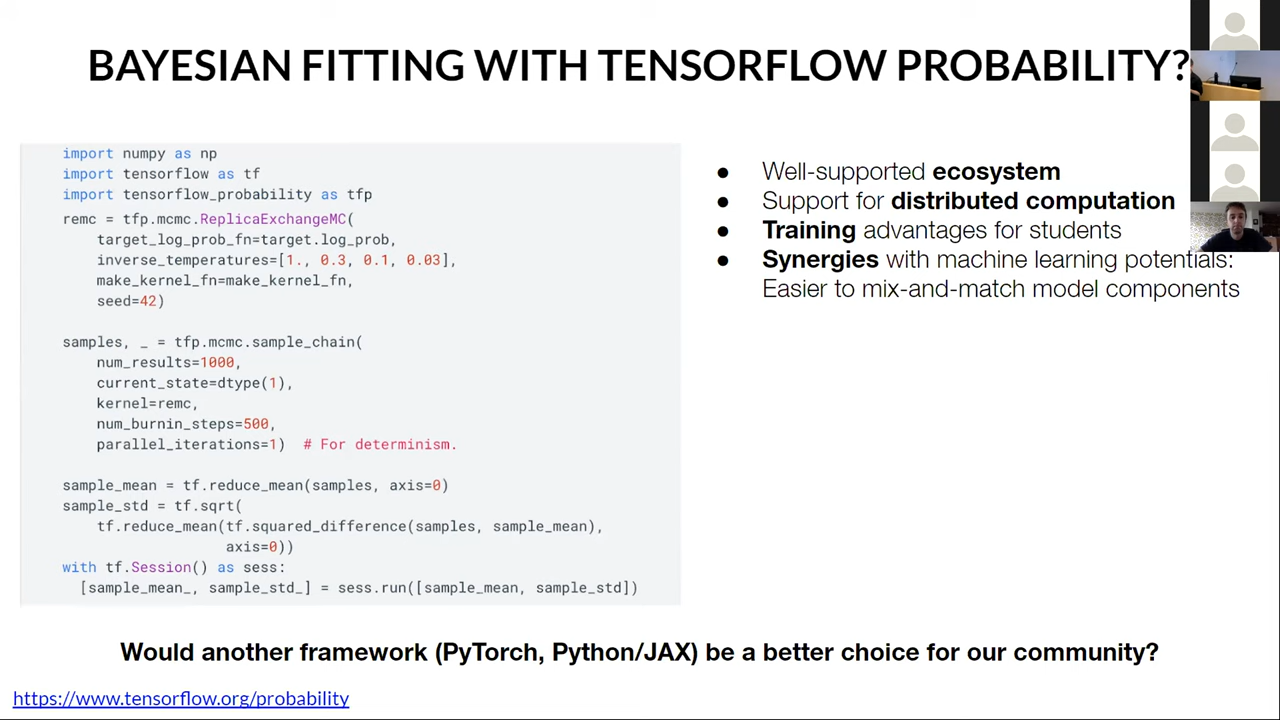 BAYESIAN FITTING WITH TENSORFLOW PROBABILITY?
import numpy as np
import tensorflow as tf
import tensorflow_probability as tfp
remc = tfp.mcmc.ReplicaExchangeMC(
    target_log_prob_fn=target.log_prob,
    inverse_temperatures=[1., 0.3, 0.1, 0.03],
    make_kernel_fn=make_kernel_fn,
    seed=42)
samples, _ = tfp.mcmc.sample_chain(
    num_results=1000,
    current_state=dtype(1),
    kernel=remc,
    num_burnin_steps=500,
    parallel_iterations=1)  # For determinism.
sample_mean = tf.reduce_mean(samples, axis=0)
sample_std = tf.sqrt(
    tf.reduce_mean(tf.squared_difference(samples, sample_mean),
                   axis=0))
with tf.Session() as sess:
  [sample_mean_, sample_std_] = sess.run([sample_mean, sample_std])
● Well-supported ecosystem
● Support for distributed computation
● Training advantages for students
● Synergies with machine learning potentials:
Easier to mix-and-match model components
Would another framework (PyTorch, Python/JAX) be a better choice for our community?
https://www.tensorflow.org/probability